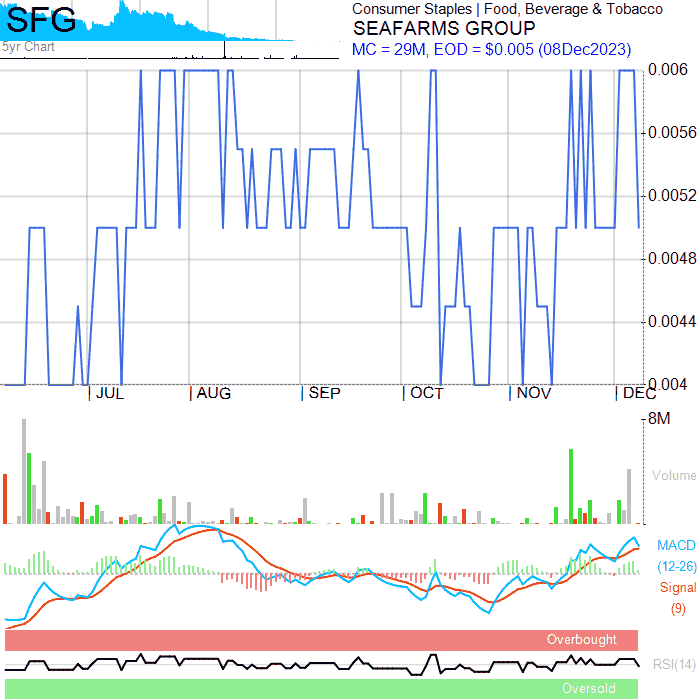 SFG
5yr Chart
Consumer Staples | Food, Beverage & Tobacco
SEAFARMS GROUP
MC = 29M, EOD = $0.005 (08Dec2023)
0.006
0.0056
0.0052
0.0048
0.0044
0.004
JUL
AUG
SEP
OCT
NOV
DEC
8M
Volume
MACD
(12-26)
Signal
(9)
Overbought
RSI(14)
Oversold